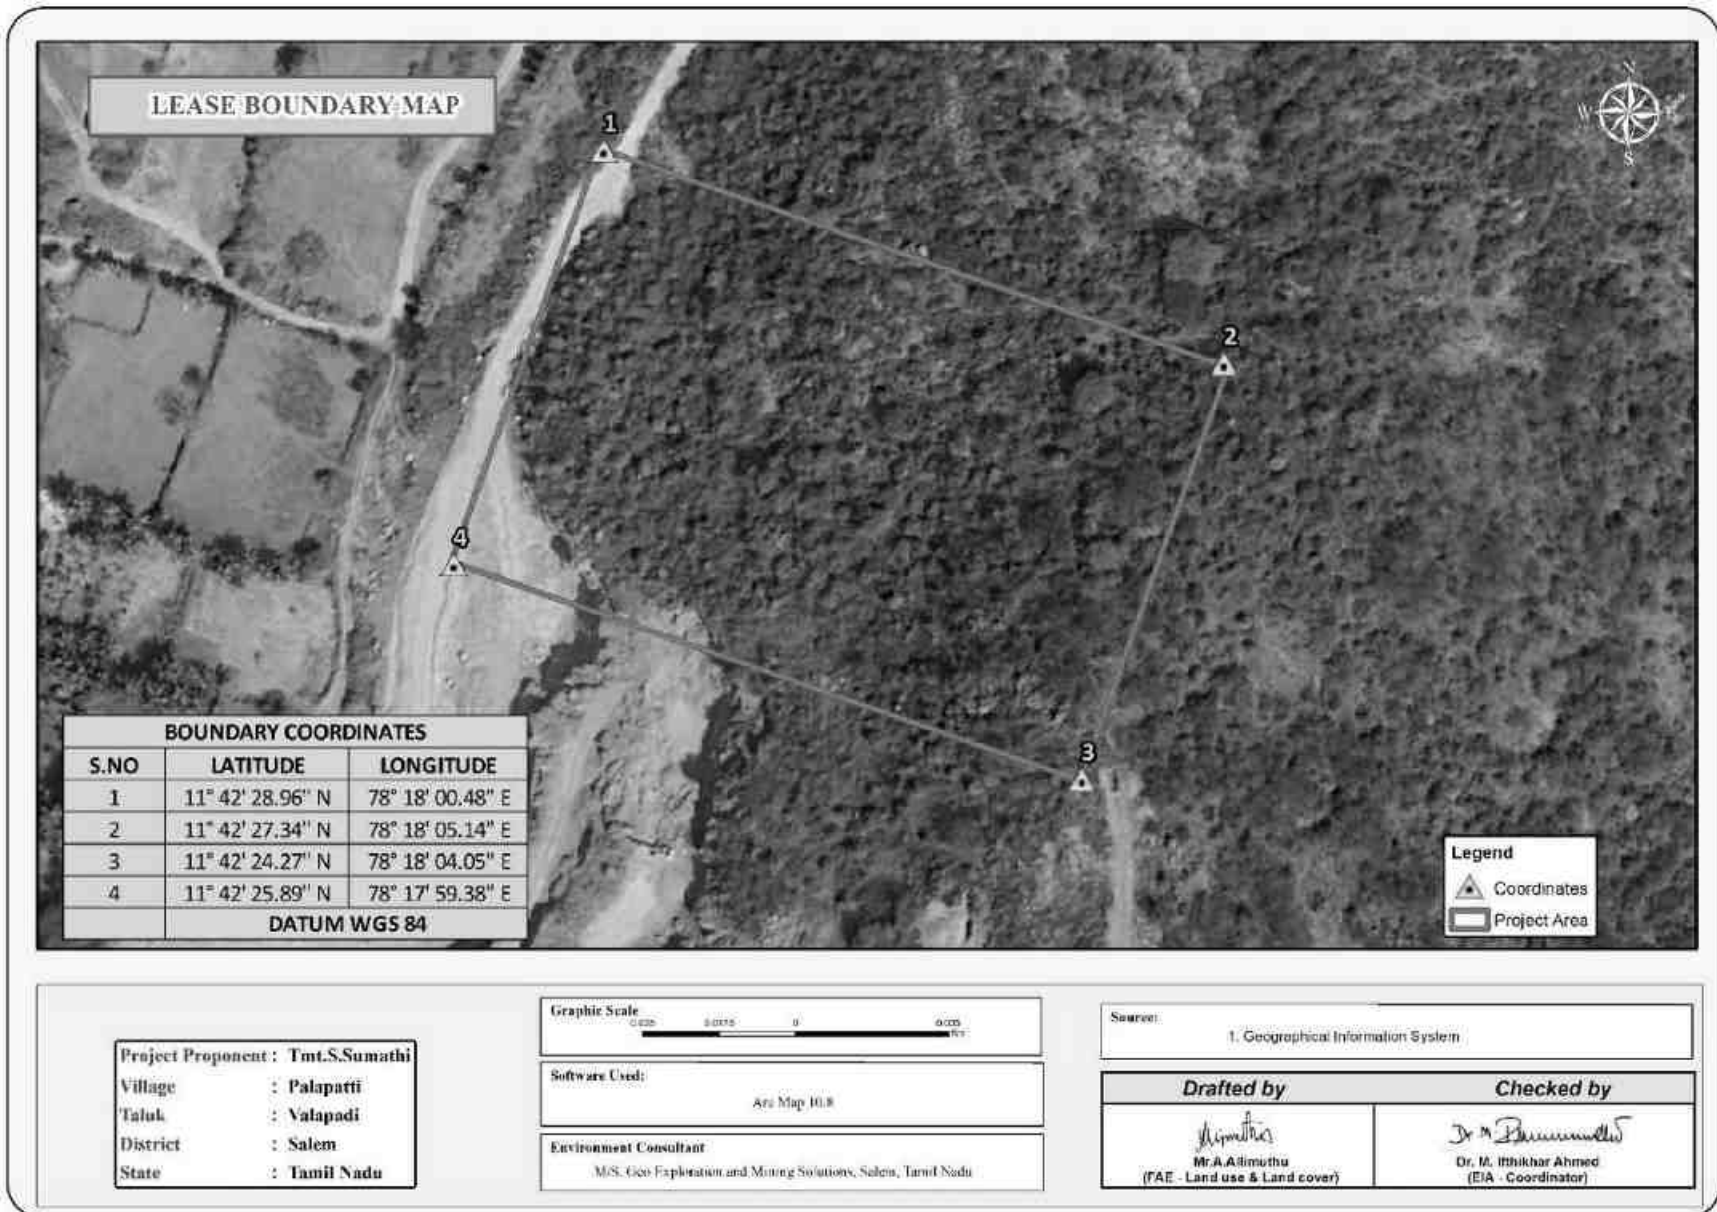 LEASE BOUNDARY MAP
N
W
S
1
2
3
4
BOUNDARY COORDINATES
S.NO LATITUDE LONGITUDE
1 11° 42' 28.96" N 78° 18' 00.48" E
2 11° 42' 27.34" N 78° 18' 05.14" E
3 11° 42' 24.27" N 78° 18' 04.05" E
4 11° 42' 25.89" N 78° 17' 59.38" E
DATUM WGS 84
Legend
Coordinates
Project Area
Project Proponent : Tmt.S.Sumathi
Village : Palapatti
Taluk : Valapadi
District : Salem
State : Tamil Nadu
Graphic Scale
0
Software Used:
Arc Map 10.8
Environment Consultant
M/S. Geo Exploration and Mining Solutions, Salem, Tamil Nadu
Source:
1. Geographical Information System
Drafted by Checked by
Mr.A.Allimuthu
(FAE - Land use & Land cover)
Dr. M. Ifthikhar Ahmed
(EIA - Coordinator)